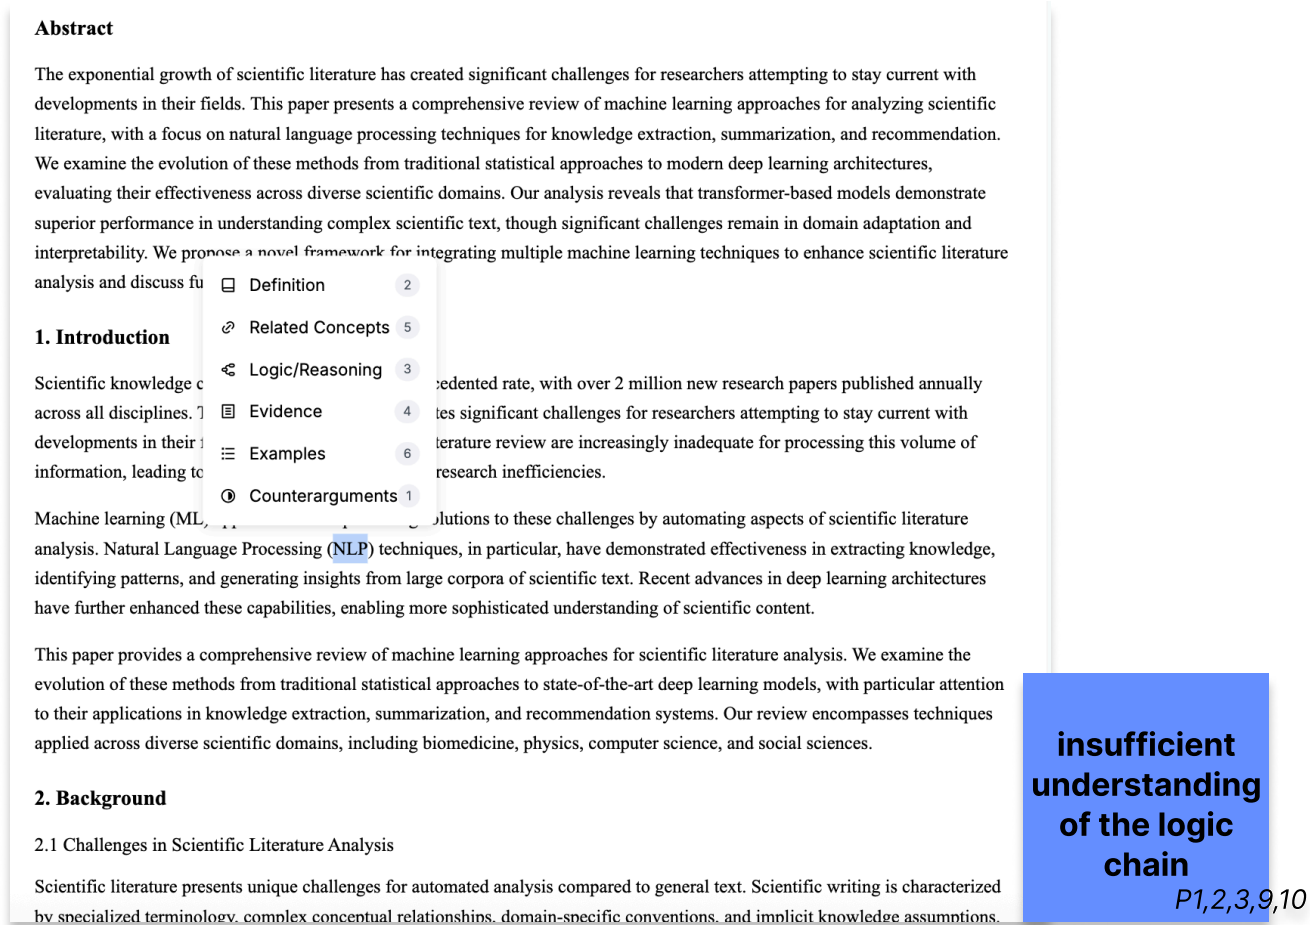 Abstract
The exponential growth of scientific literature has created significant challenges for researchers attempting to stay current with
developments in their fields. This paper presents a comprehensive review of machine learning approaches for analyzing scientific
literature, with a focus on natural language processing techniques for knowledge extraction, summarization, and recommendation.
We examine the evolution of these methods from traditional statistical approaches to modern deep learning architectures,
evaluating their effectiveness across diverse scientific domains. Our analysis reveals that transformer-based models demonstrate
superior performance in understanding complex scientific text, though significant challenges remain in domain adaptation and
interpretability. We propose a novel framework for integrating multiple machine learning techniques to enhance scientific literature
analysis and discuss fu
Definition 2
Related Concepts 5
Logic/Reasoning 3
Evidence 4
Examples 6
Counterarguments 1
1. Introduction
Scientific knowledge c cedented rate, with over 2 million new research papers published annually
across all disciplines. T tes significant challenges for researchers attempting to stay current with
developments in their f terature review are increasingly inadequate for processing this volume of
information, leading to research inefficiencies.
Machine learning (ML) olutions to these challenges by automating aspects of scientific literature
analysis. Natural Language Processing (NLP) techniques, in particular, have demonstrated effectiveness in extracting knowledge,
identifying patterns, and generating insights from large corpora of scientific text. Recent advances in deep learning architectures
have further enhanced these capabilities, enabling more sophisticated understanding of scientific content.
This paper provides a comprehensive review of machine learning approaches for scientific literature analysis. We examine the
evolution of these methods from traditional statistical approaches to state-of-the-art deep learning models, with particular attention
to their applications in knowledge extraction, summarization, and recommendation systems. Our review encompasses techniques
applied across diverse scientific domains, including biomedicine, physics, computer science, and social sciences.
2. Background
2.1 Challenges in Scientific Literature Analysis
Scientific literature presents unique challenges for automated analysis compared to general text. Scientific writing is characterized
by specialized terminology, complex conceptual relationships, domain-specific conventions, and implicit knowledge assumptions.
insufficient
understanding
of the logic
chain
P1,2,3,9,10